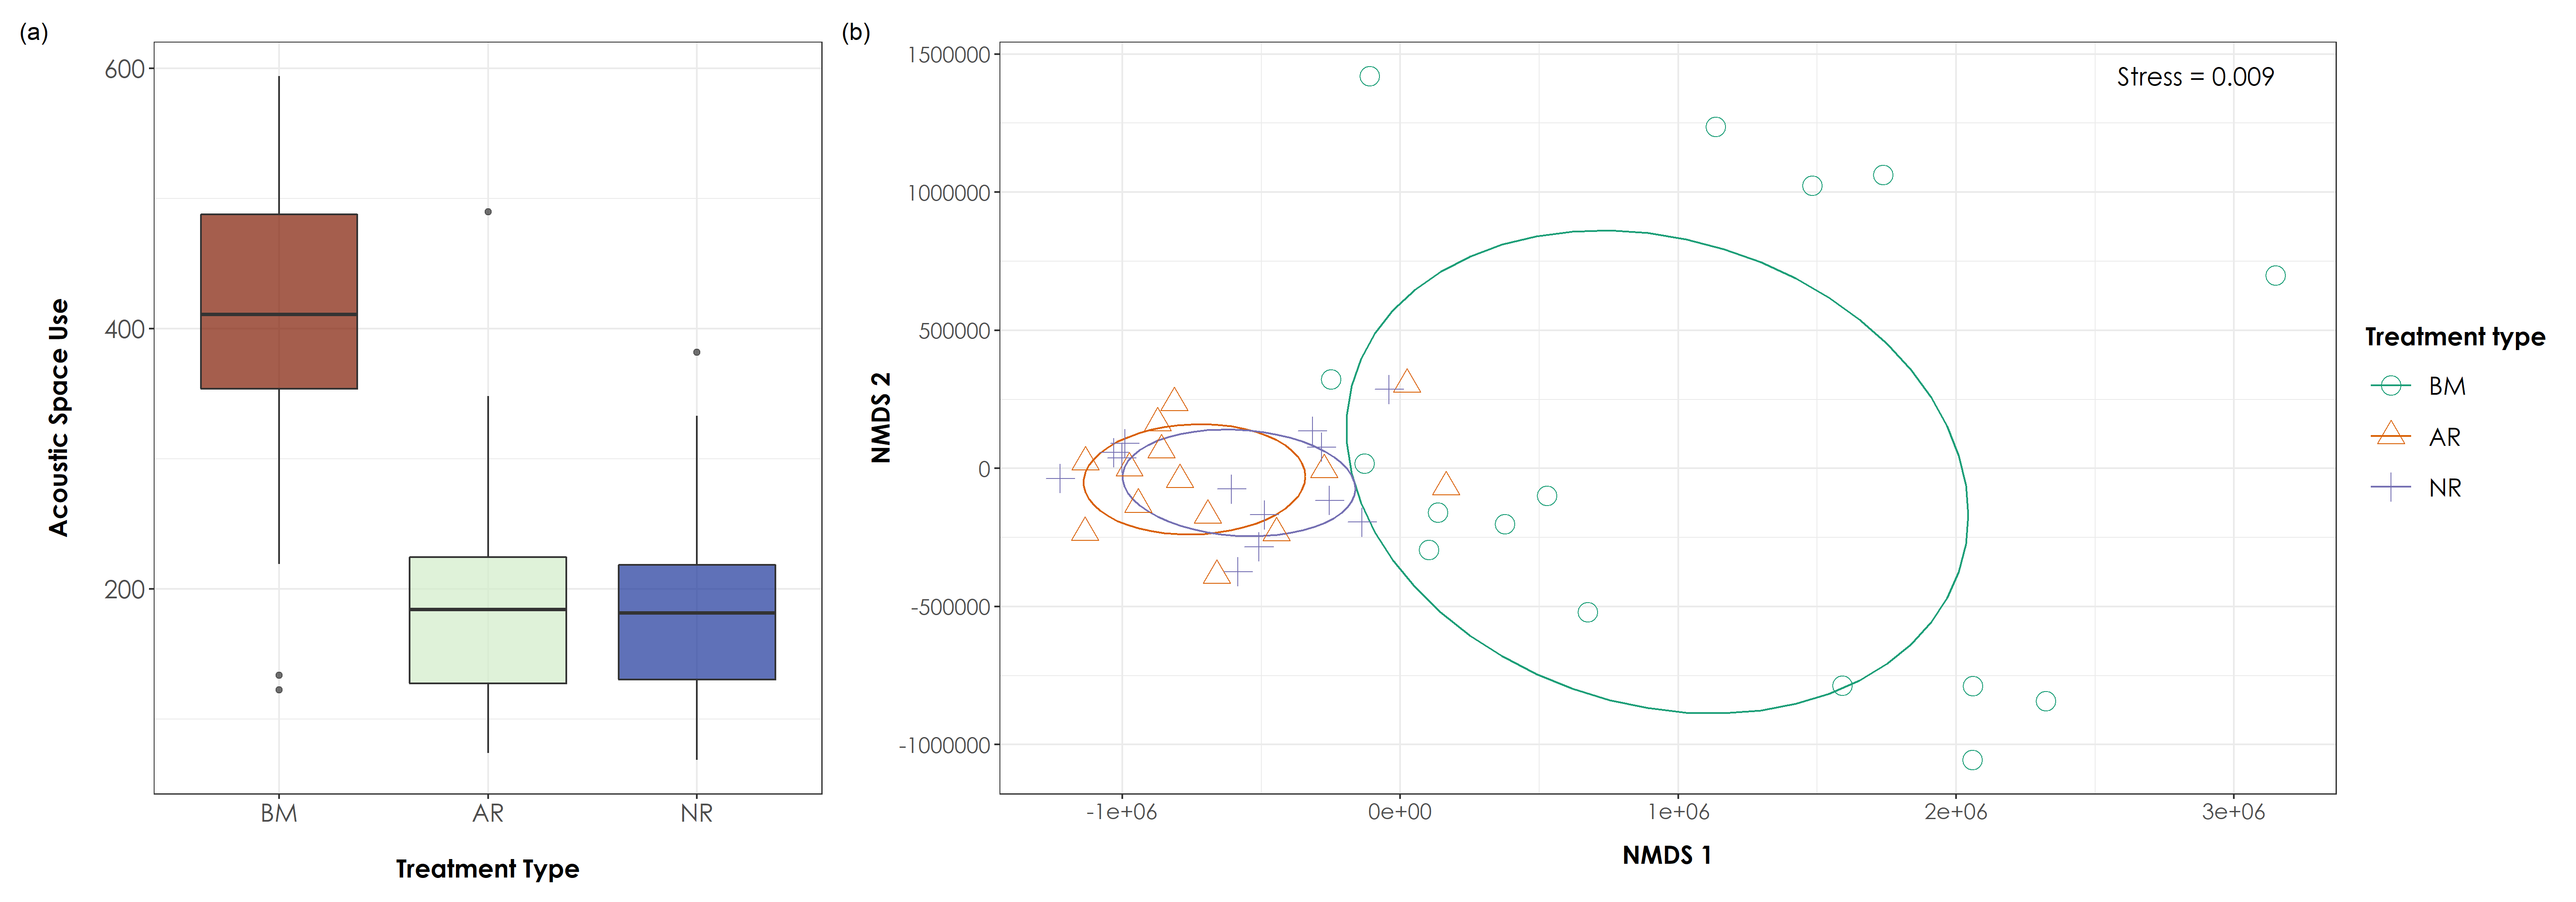 (a)
600
400
200
Acoustic Space Use
BM
AR
NR
Treatment Type
(b)
1500000
1000000
500000
0
-500000
-1000000
NMDS 2
Stress = 0.009
-1e+06
0e+00
1e+06
2e+06
3e+06
NMDS 1
Treatment type
BM
AR
NR